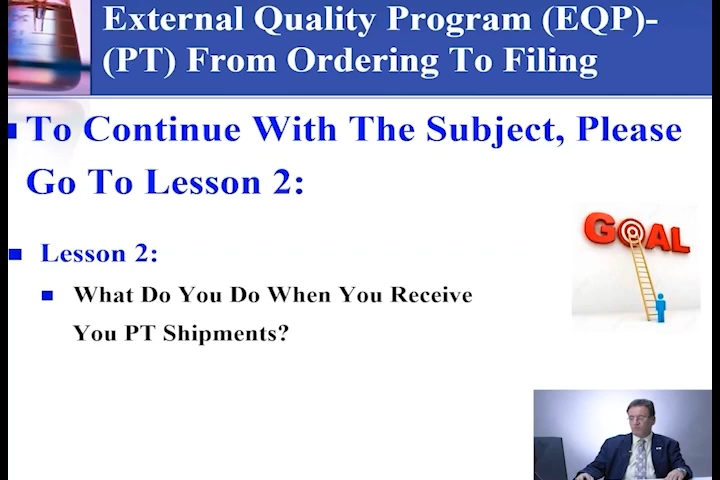 External Quality Program (EQP)-
(PT) From Ordering To Filing
To Continue With The Subject, Please
Go To Lesson 2:
GOAL
Lesson 2:
What Do You Do When You Receive
You PT Shipments?